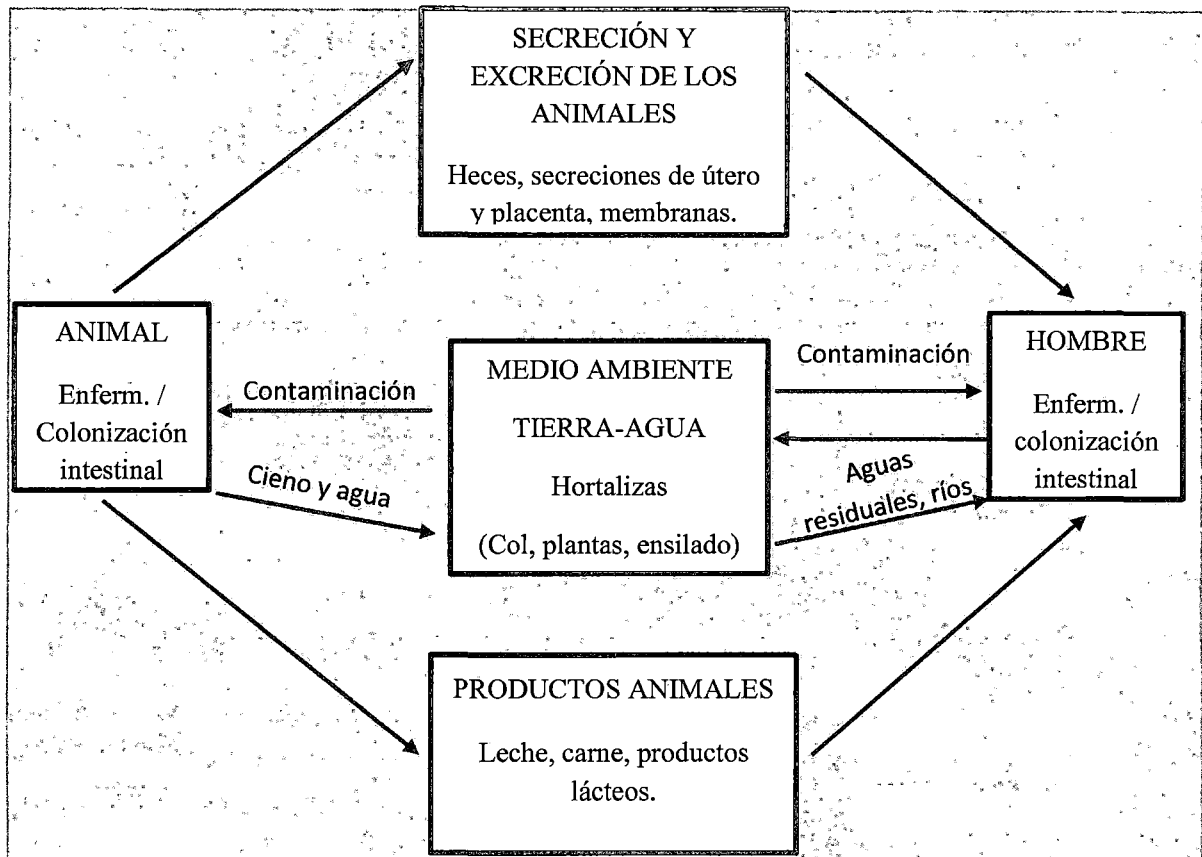 SECRECIÓN Y
EXCRECIÓN DE LOS
ANIMALES
Heces, secreciones de útero
y placenta, membranas.
ANIMAL
Enferm. /
Colonización
intestinal
Contaminación
Cieno y agua
MEDIO AMBIENTE
TIERRA-AGUA
Hortalizas
(Col, plantas, ensilado)
Contaminación
Aguas
residuales, ríos
HOMBRE
Enferm. /
colonización
intestinal
PRODUCTOS ANIMALES
Leche, carne, productos
lácteos.